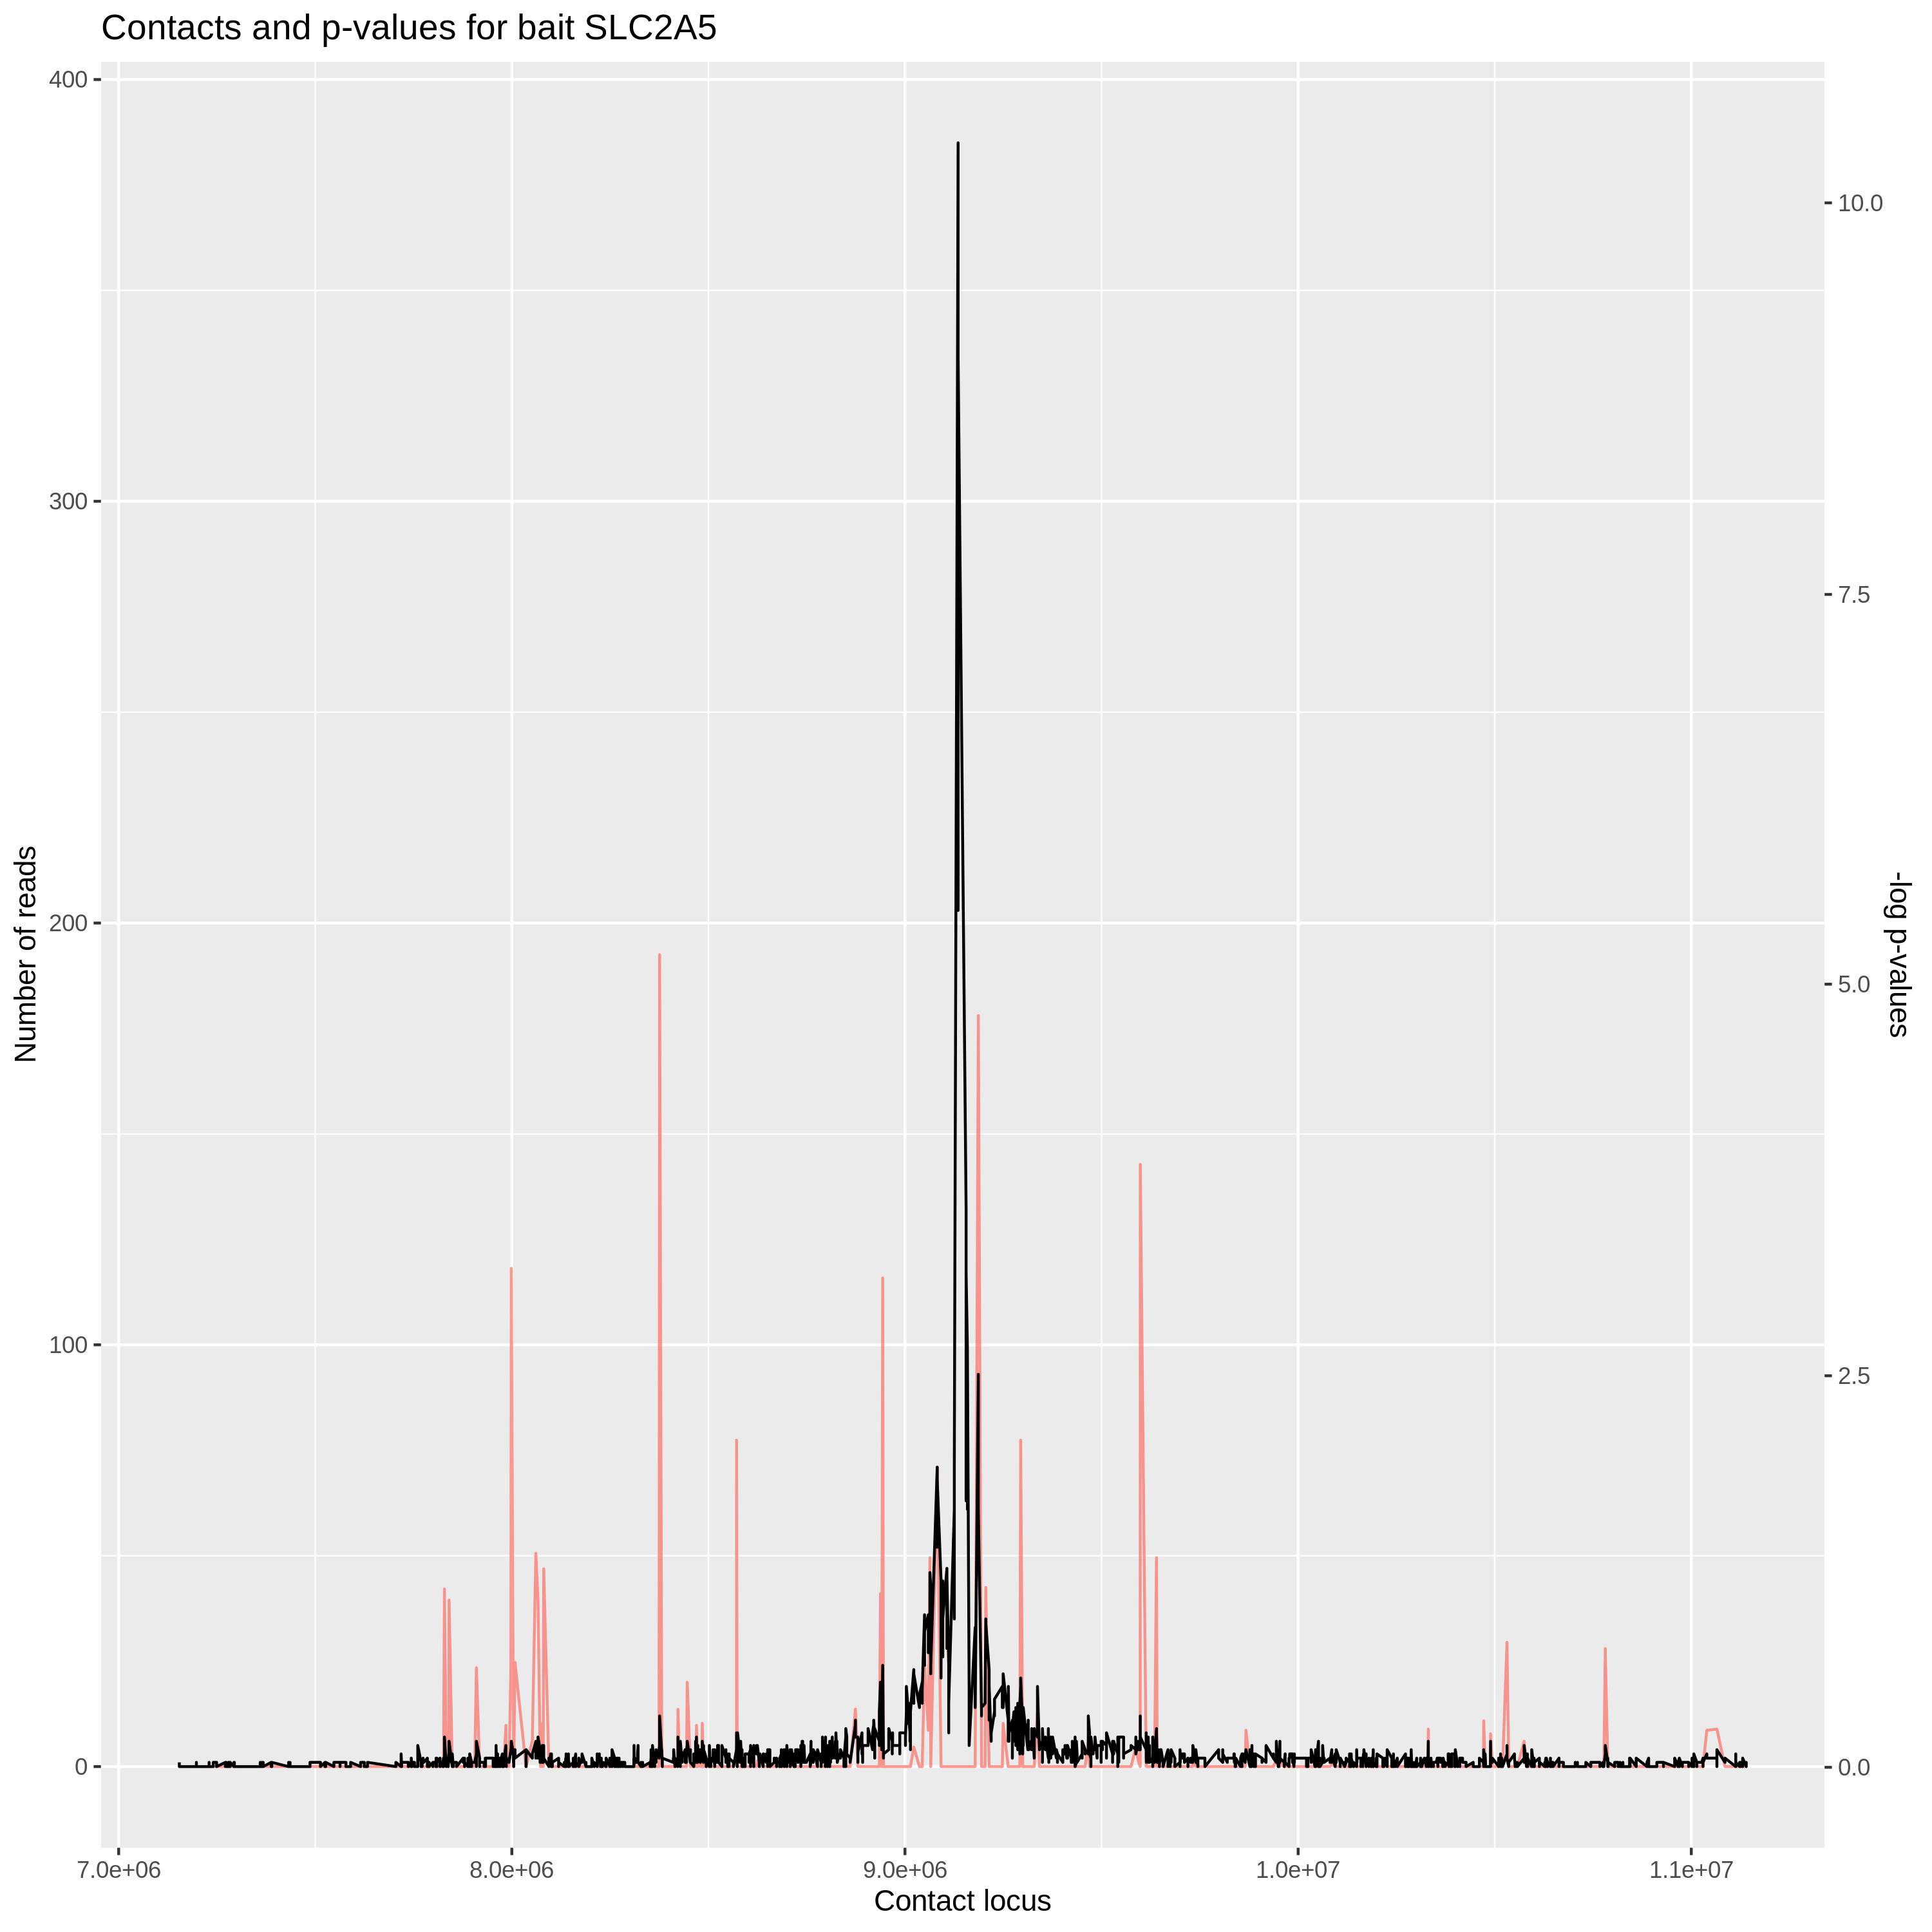 Contacts and p-values for bait SLC2A5
400
300
200
100
0
Number of reads
10.0
7.5
5.0
2.5
0.0
-log p-values
7.0e+06
8.0e+06
9.0e+06
1.0e+07
1.1e+07
Contact locus